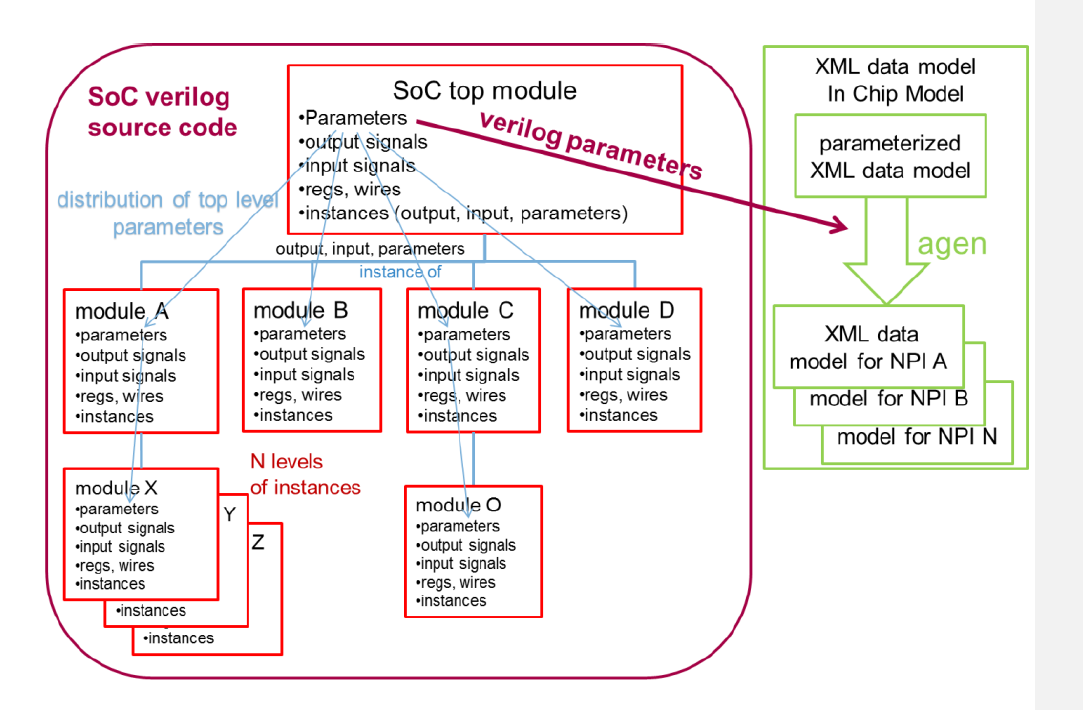 SoC verilog
source code
SoC top module
•Parameters
•output signals
•input signals
•regs, wires
•instances (output, input, parameters)
verilog parameters
distribution of top level
parameters
output, input, parameters
instance of
module A
•parameters
•output signals
•input signals
•regs, wires
•instances
module B
•parameters
•output signals
•input signals
•regs, wires
•instances
module C
•parameters
•output signals
•input signals
•regs, wires
•instances
module D
•parameters
•output signals
•input signals
•regs, wires
•instances
N levels
of instances
module X
•parameters
•output signals
•input signals
•regs, wires
•instances
Y
•instances
Z
•instances
module O
•parameters
•output signals
•input signals
•regs, wires
•instances
XML data model
In Chip Model
parameterized
XML data model
agen
XML data
model for NPI A
model for NPI B
model for NPI N